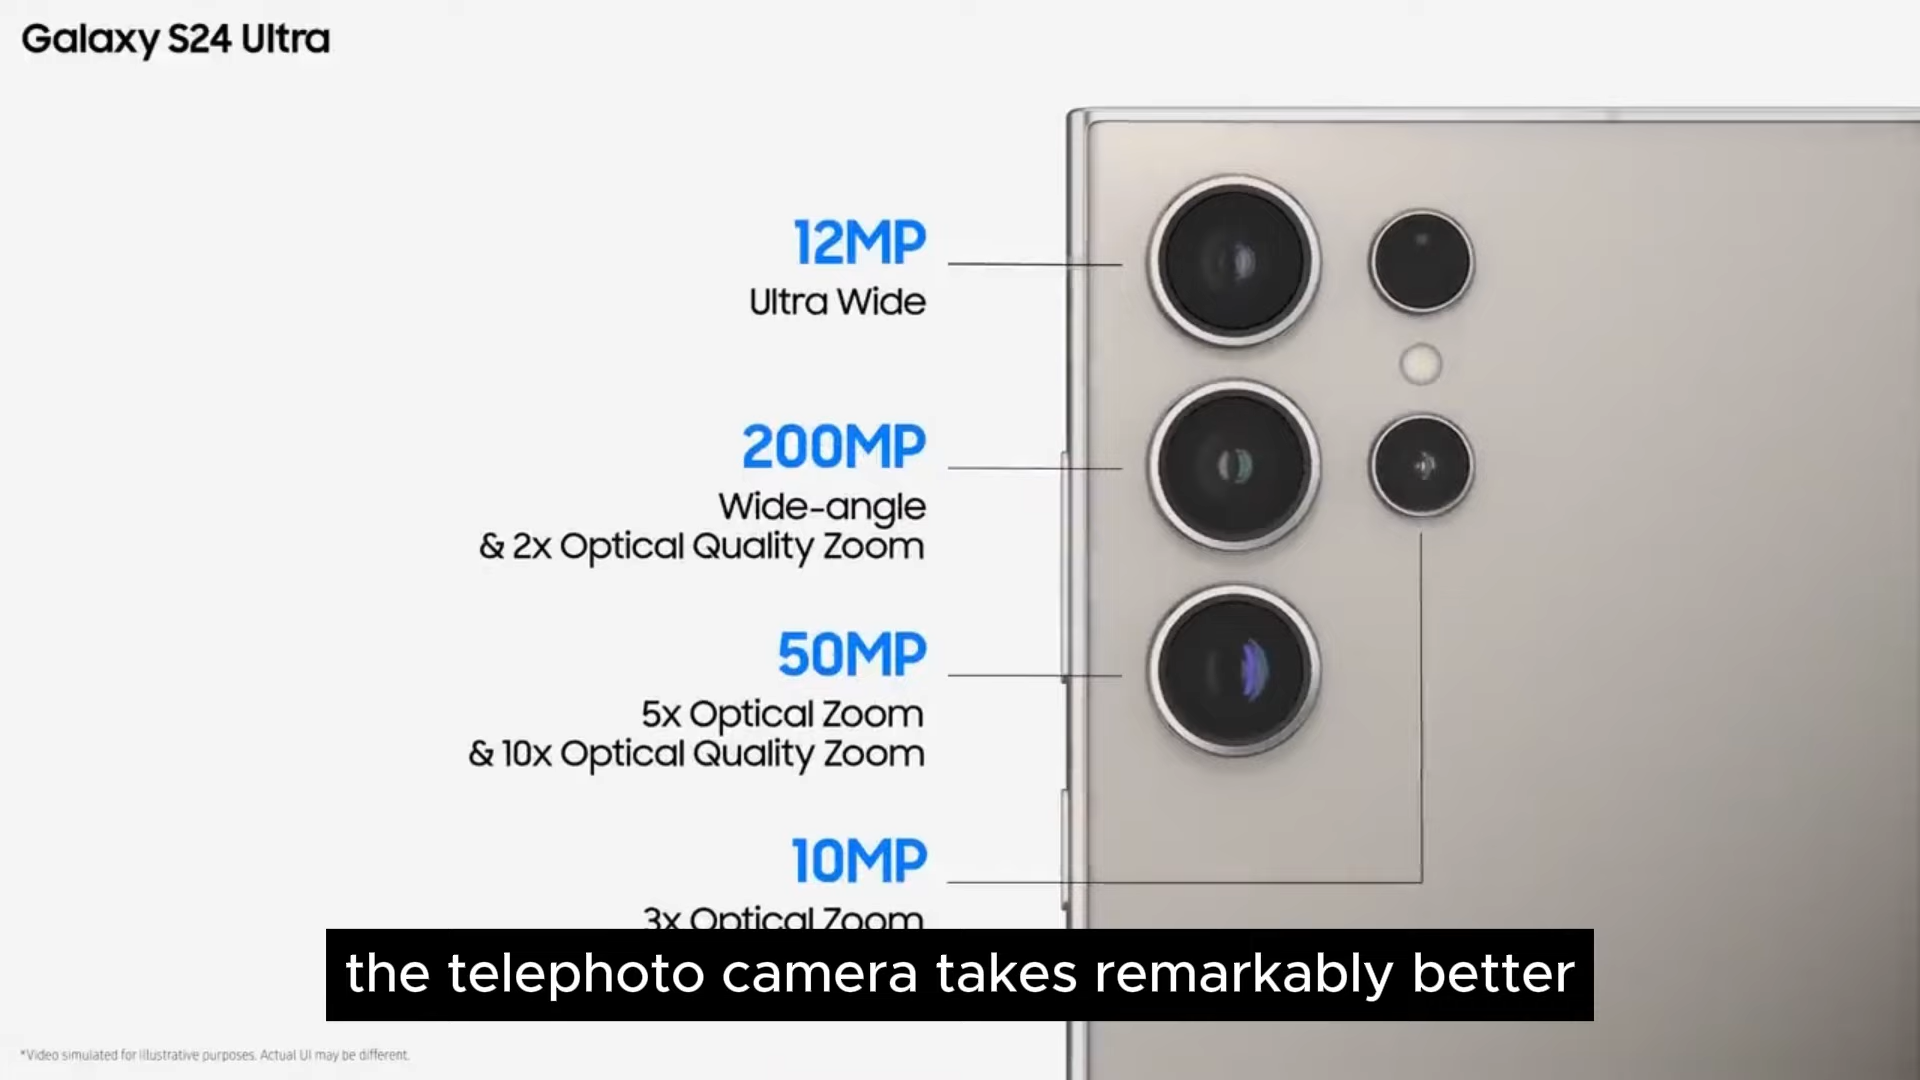 Galaxy S24 Ultra
12MP
Ultra Wide
200MP
Wide-angle
& 2x Optical Quality Zoom
50MP
5x Optical Zoom
& 10x Optical Quality Zoom
10MP
3x Optical Zoom
the telephoto camera takes remarkably better
*Video simulated for illustrative purposes. Actual UI may be different.